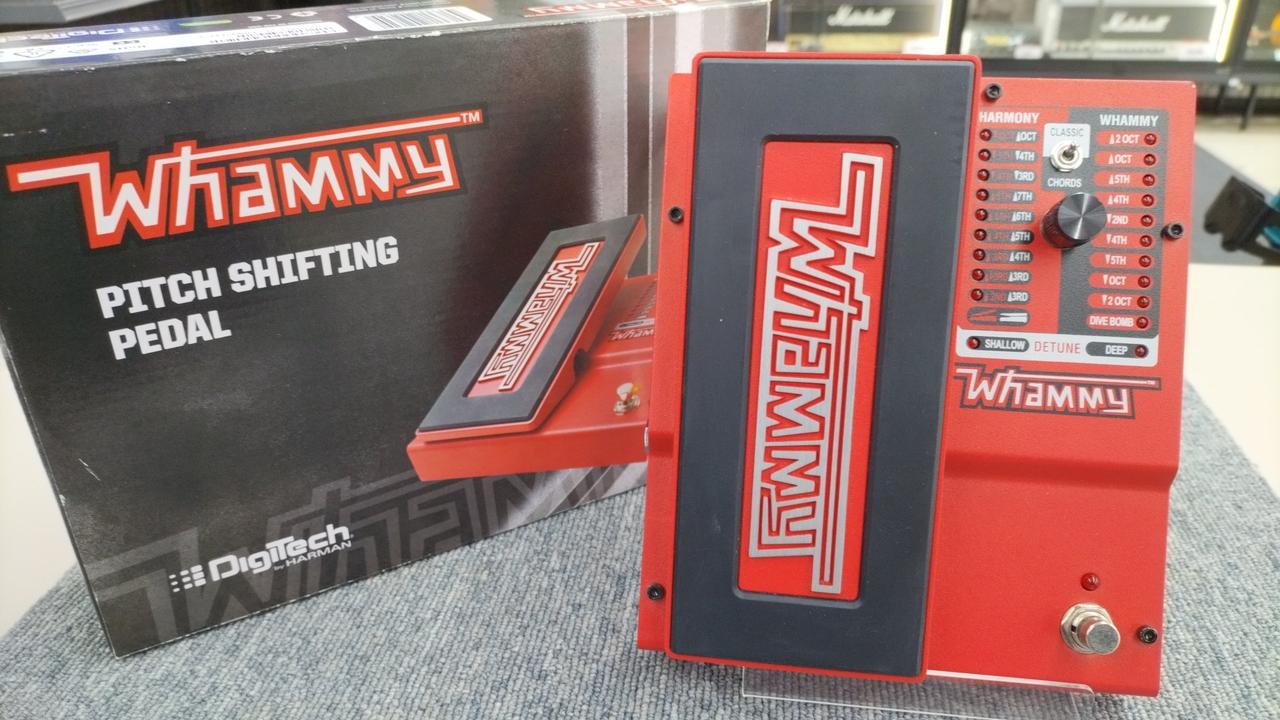 Whammy™
PITCH SHIFTING
PEDAL
Whammy
DigiTech
by HARMAN
Whammy
Marshall
Marshall
HARMONY
WHAMMY
CLASSIC
CHORDS
▲OCT
▼4TH
▼3RD
▲7TH
▲6TH
▲5TH
▲4TH
▲3RD
▲3RD
▲2 OCT
▲OCT
▲5TH
▲4TH
▼2ND
▼4TH
▼5TH
▼OCT
▼2 OCT
DIVE BOMB
SHALLOW DETUNE DEEP
Whammy